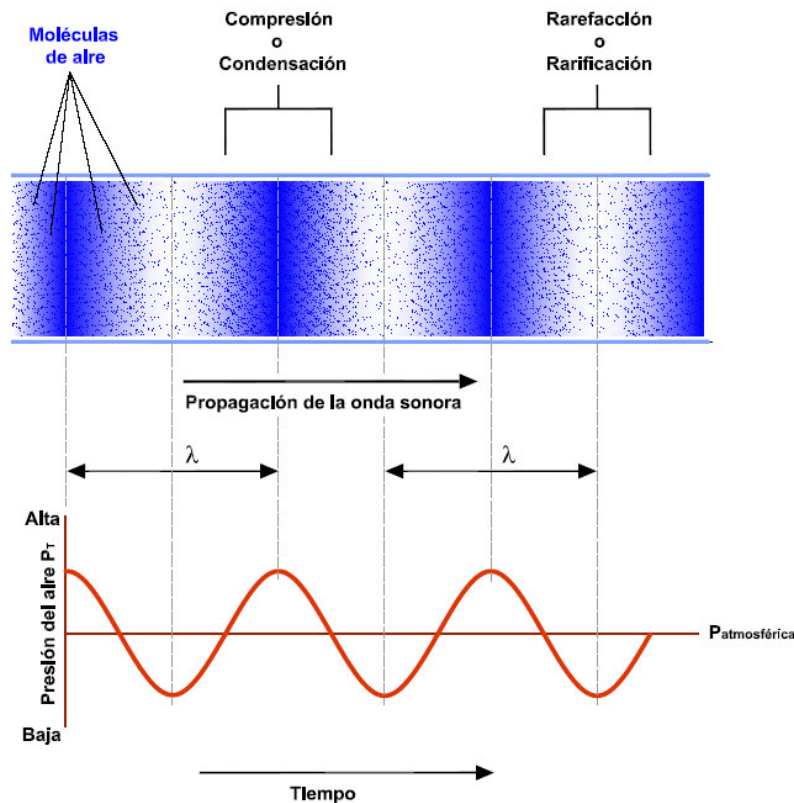 Moléculas
de aire
Compresión
o
Condensación
Rarefacción
o
Rarificación
Propagación de la onda sonora
λ
λ
Alta
Presión del aire PT
Baja
Patmosférica
Tiempo